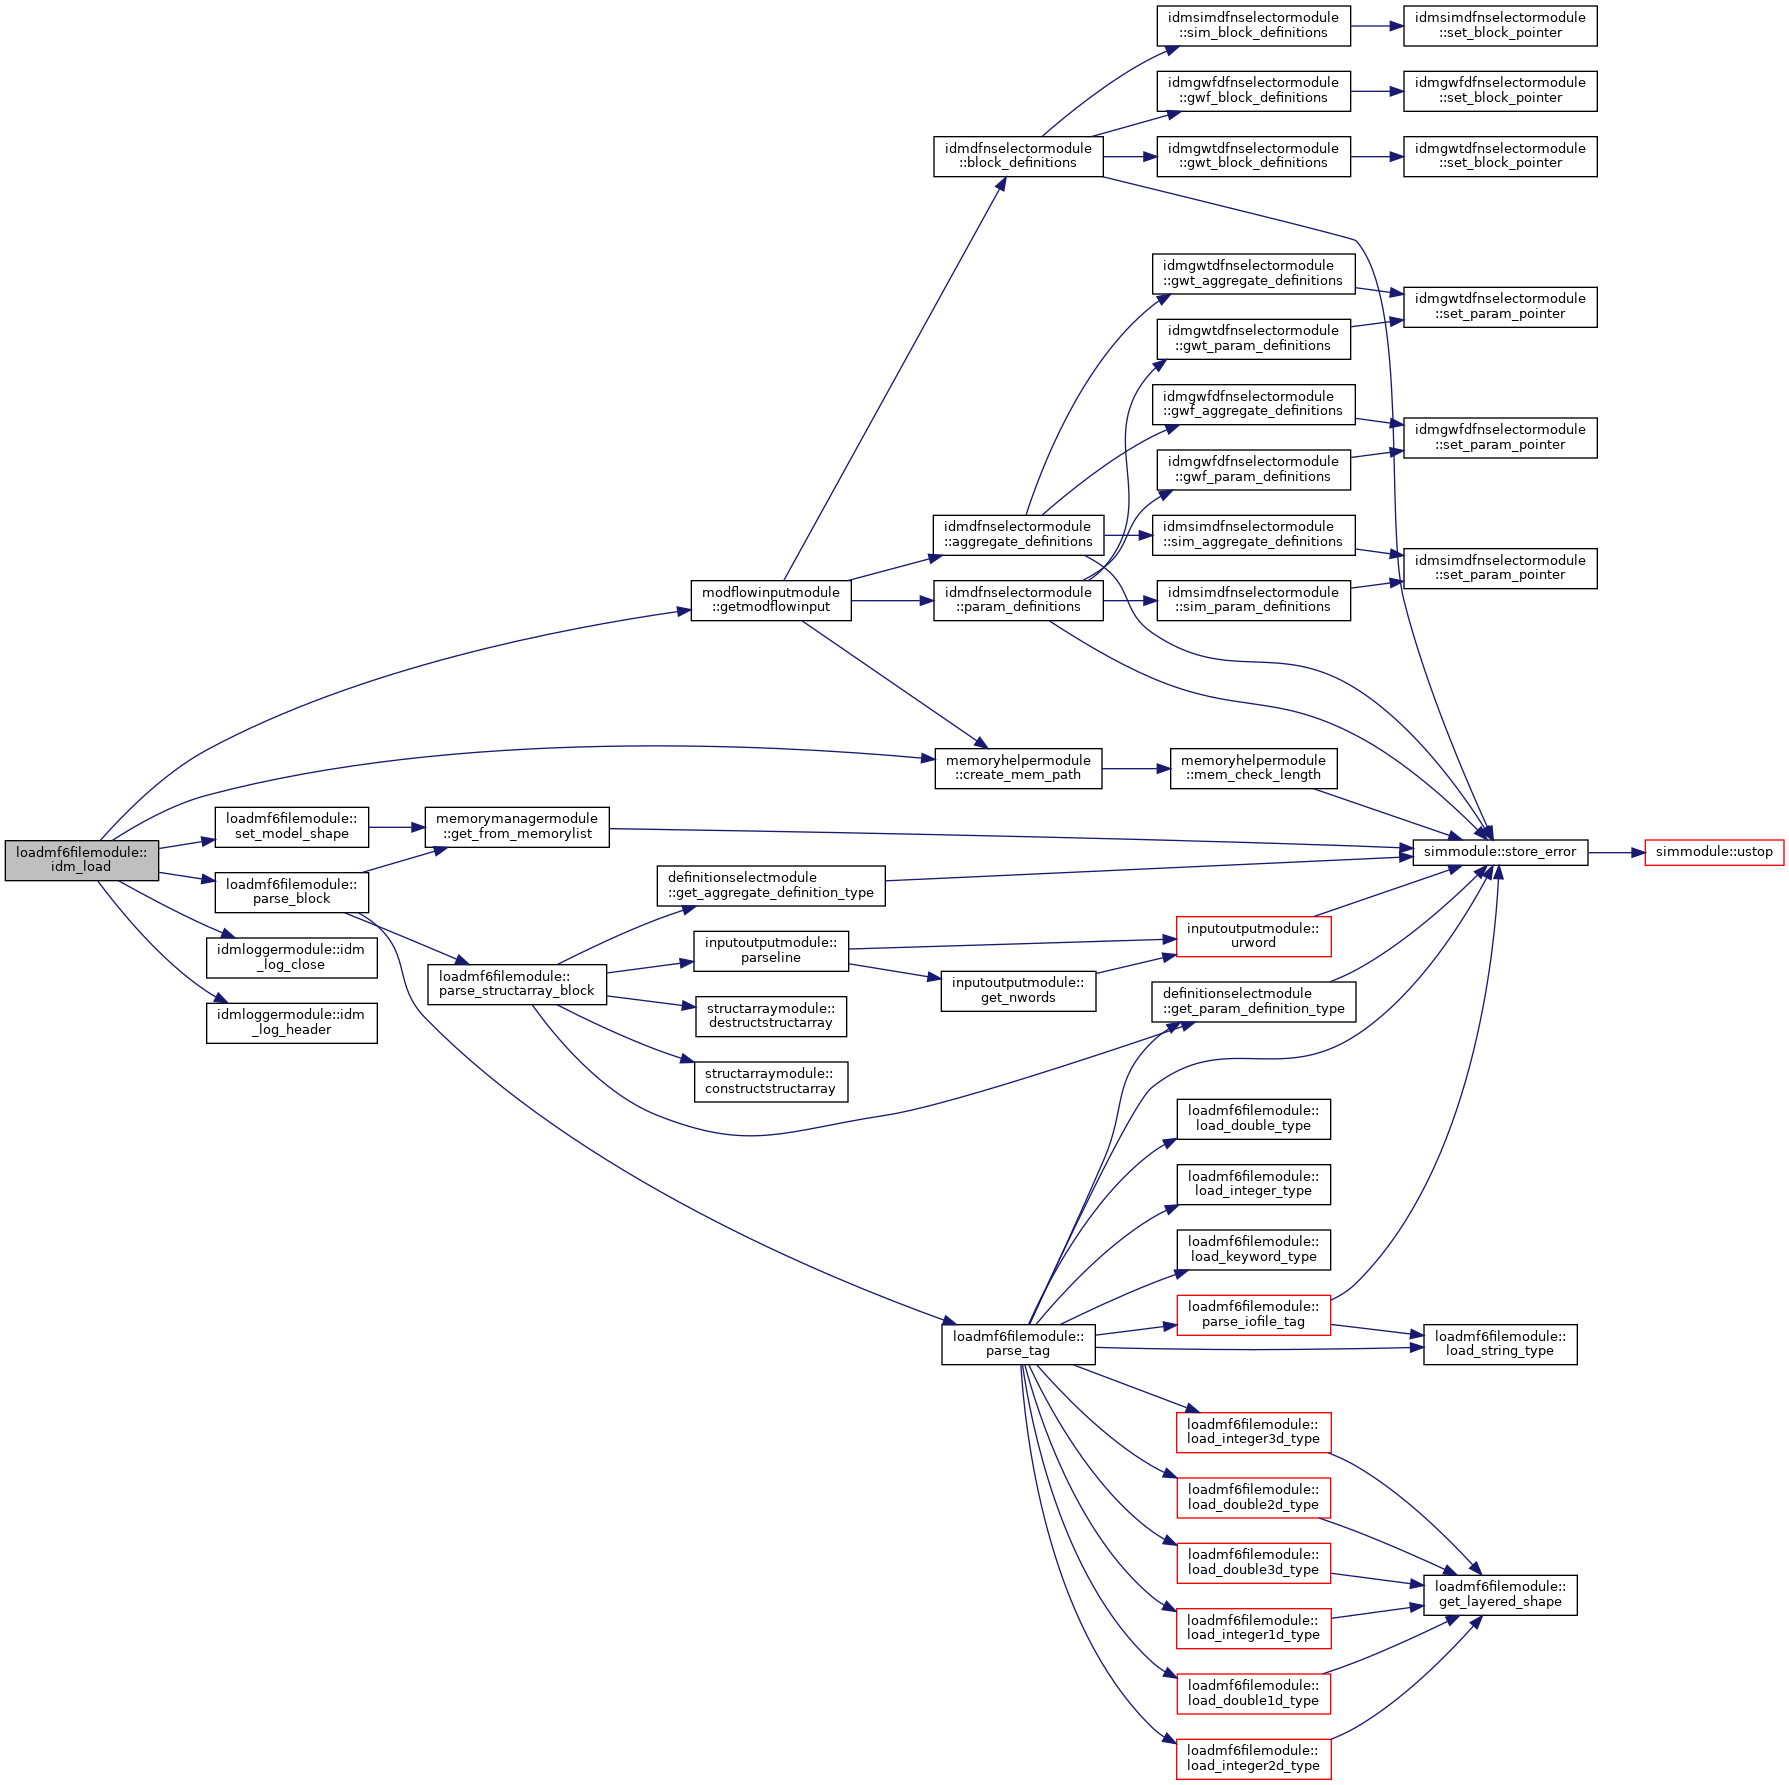 idmsimdfnselectormodule
::sim_block_definitions
idmsimdfnselectormodule
::set_block_pointer
idmgwfdfnselectormodule
::gwf_block_definitions
idmgwfdfnselectormodule
::set_block_pointer
idmdfnselectormodule
::block_definitions
idmgwtdfnselectormodule
::gwt_block_definitions
idmgwtdfnselectormodule
::set_block_pointer
idmgwtdfnselectormodule
::gwt_aggregate_definitions
idmgwtdfnselectormodule
::set_param_pointer
idmgwtdfnselectormodule
::gwt_param_definitions
idmgwfdfnselectormodule
::gwf_aggregate_definitions
idmgwfdfnselectormodule
::set_param_pointer
idmgwfdfnselectormodule
::gwf_param_definitions
idmdfnselectormodule
::aggregate_definitions
idmsimdfnselectormodule
::sim_aggregate_definitions
idmsimdfnselectormodule
::set_param_pointer
modflowinputmodule
::getmodflowinput
idmdfnselectormodule
::param_definitions
idmsimdfnselectormodule
::sim_param_definitions
memoryhelpermodule
::create_mem_path
memoryhelpermodule
::mem_check_length
loadmf6filemodule::
set_model_shape
memorymanagermodule
::get_from_memorylist
loadmf6filemodule::
idm_load
simmodule::store_error
simmodule::ustop
loadmf6filemodule::
parse_block
definitionselectmodule
::get_aggregate_definition_type
idmloggermodule::idm
_log_close
inputoutputmodule::
parseline
inputoutputmodule::
urword
loadmf6filemodule::
parse_structarray_block
inputoutputmodule::
get_nwords
definitionselectmodule
::get_param_definition_type
idmloggermodule::idm
_log_header
structarraymodule::
destructstructarray
structarraymodule::
constructstructarray
loadmf6filemodule::
load_double_type
loadmf6filemodule::
load_integer_type
loadmf6filemodule::
load_keyword_type
loadmf6filemodule::
parse_iofile_tag
loadmf6filemodule::
parse_tag
loadmf6filemodule::
load_string_type
loadmf6filemodule::
load_integer3d_type
loadmf6filemodule::
load_double2d_type
loadmf6filemodule::
load_double3d_type
loadmf6filemodule::
get_layered_shape
loadmf6filemodule::
load_integer1d_type
loadmf6filemodule::
load_double1d_type
loadmf6filemodule::
load_integer2d_type